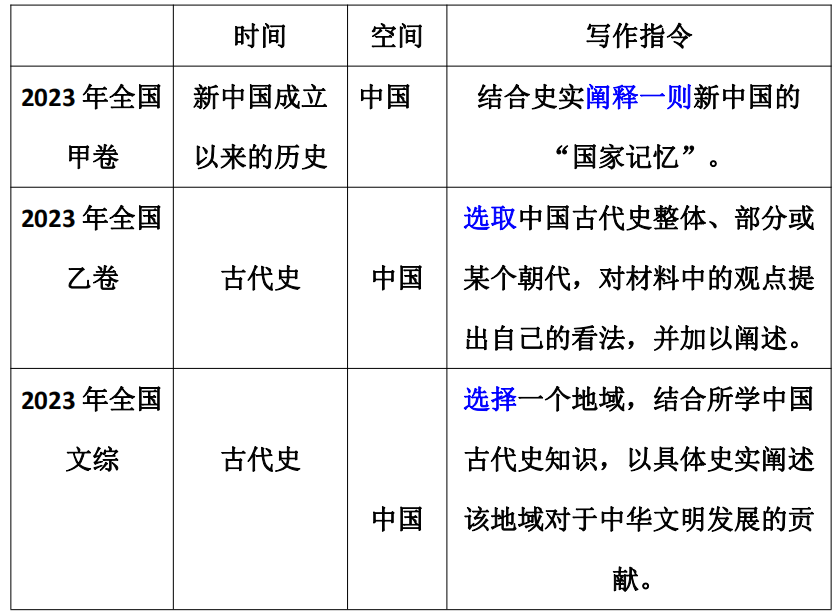 时间 空间 写作指令
2023 年全国 新中国成立 中国 结合史实阐释一则新中国的
甲卷 以来的历史 “国家记忆”。
2023 年全国 选取中国古代史整体、部分或
乙卷 古代史 中国 某个朝代，对材料中的观点提
出自己的看法，并加以阐述。
2023 年全国 选择一个地域，结合所学中国
文综 古代史 古代史知识，以具体史实阐述
中国 该地域对于中华文明发展的贡
献。